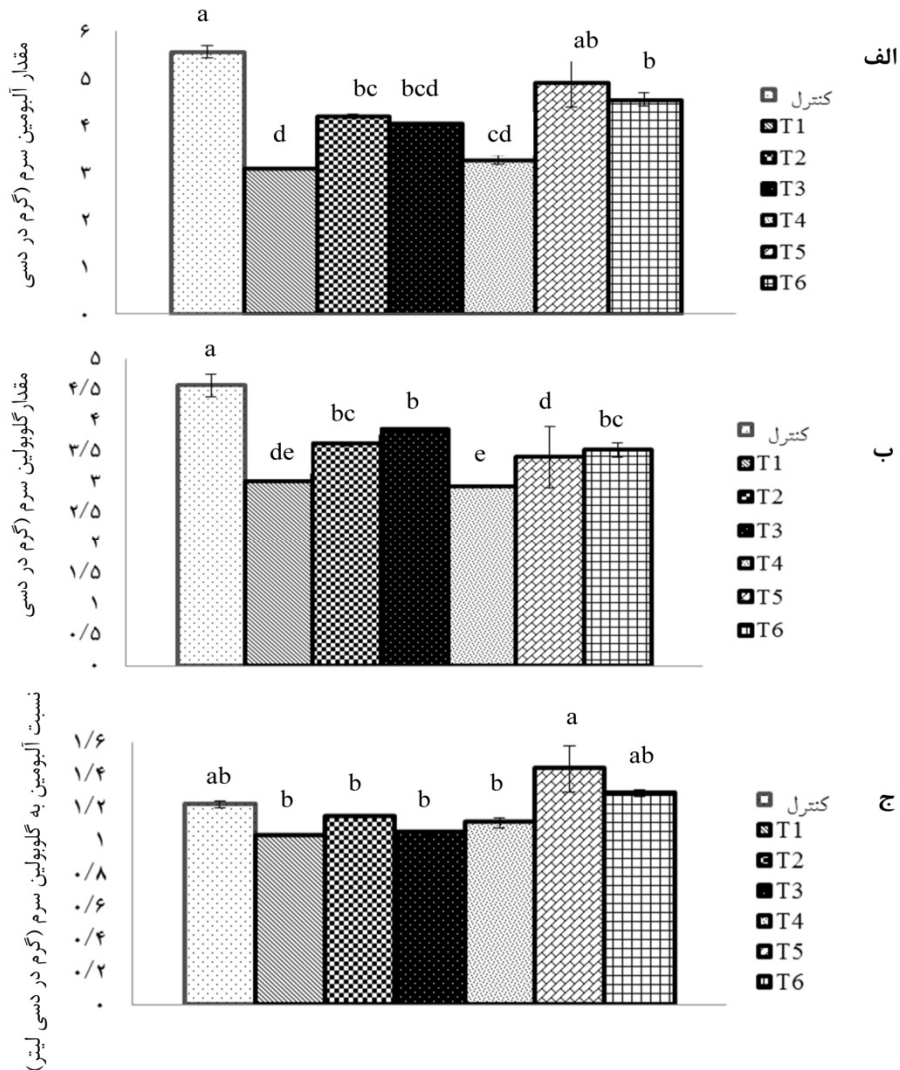 الف
مقدار آلبومین سرم (گرم در دسی
۶
۵
۴
۳
۲
۱
۰
a
d
bc
bcd
cd
ab
b
کنترل
T1
T2
T3
T4
T5
T6
ب
مقدار گلوبولین سرم (گرم در دسی
۵
۴/۵
۴
۳/۵
۳
۲/۵
۲
۱/۵
۱
۰/۵
۰
a
de
bc
b
e
d
bc
کنترل
T1
T2
T3
T4
T5
T6
ج
نسبت آلبومین به گلوبولین سرم (گرم در دسی لیتر)
۱/۶
۱/۴
۱/۲
۱
۰/۸
۰/۶
۰/۴
۰/۲
۰
ab
b
b
b
b
a
ab
کنترل
T1
T2
T3
T4
T5
T6